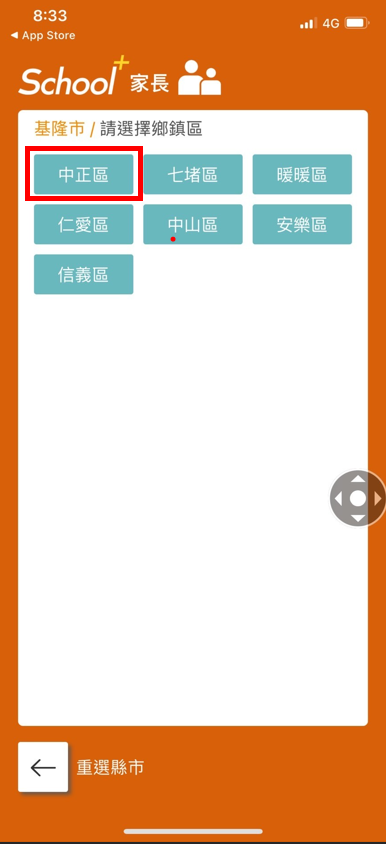 8:33
4G
◀ App Store
School+ 家長
基隆市 / 請選擇鄉鎮區
中正區 七堵區 暖暖區
仁愛區 中山區 安樂區
信義區
← 重選縣市